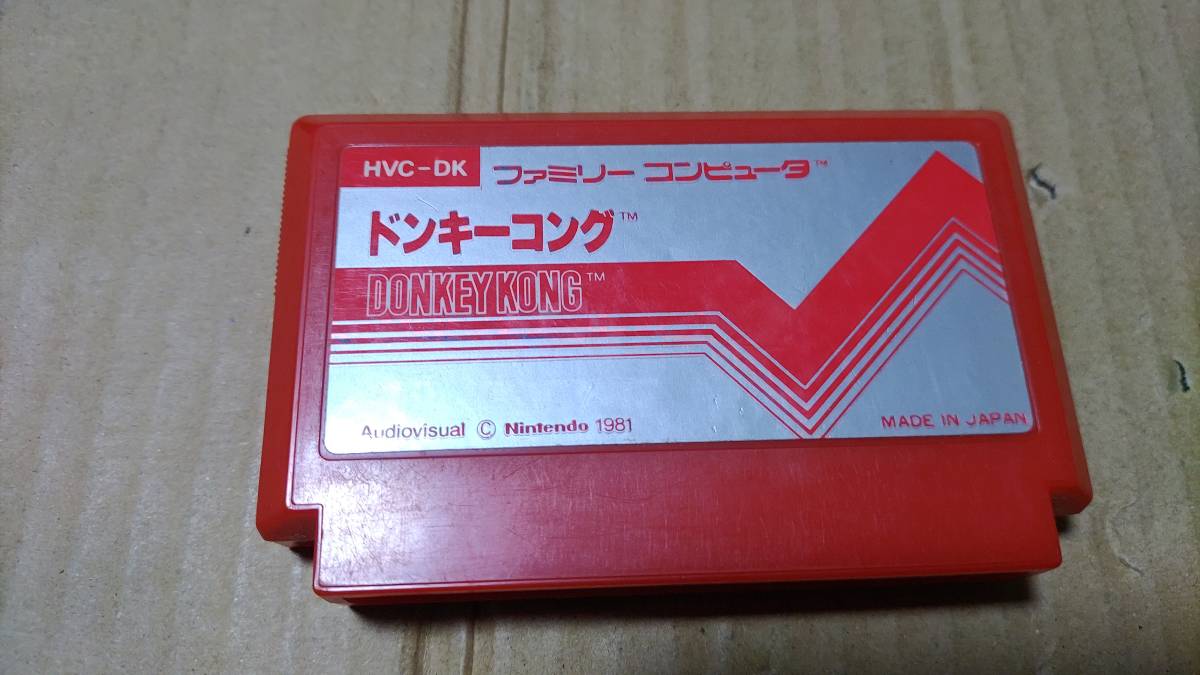 HVC-DK ファミリー コンピュータ™
ドンキーコング™
DONKEY KONG™
Audiovisual © Nintendo 1981
MADE IN JAPAN